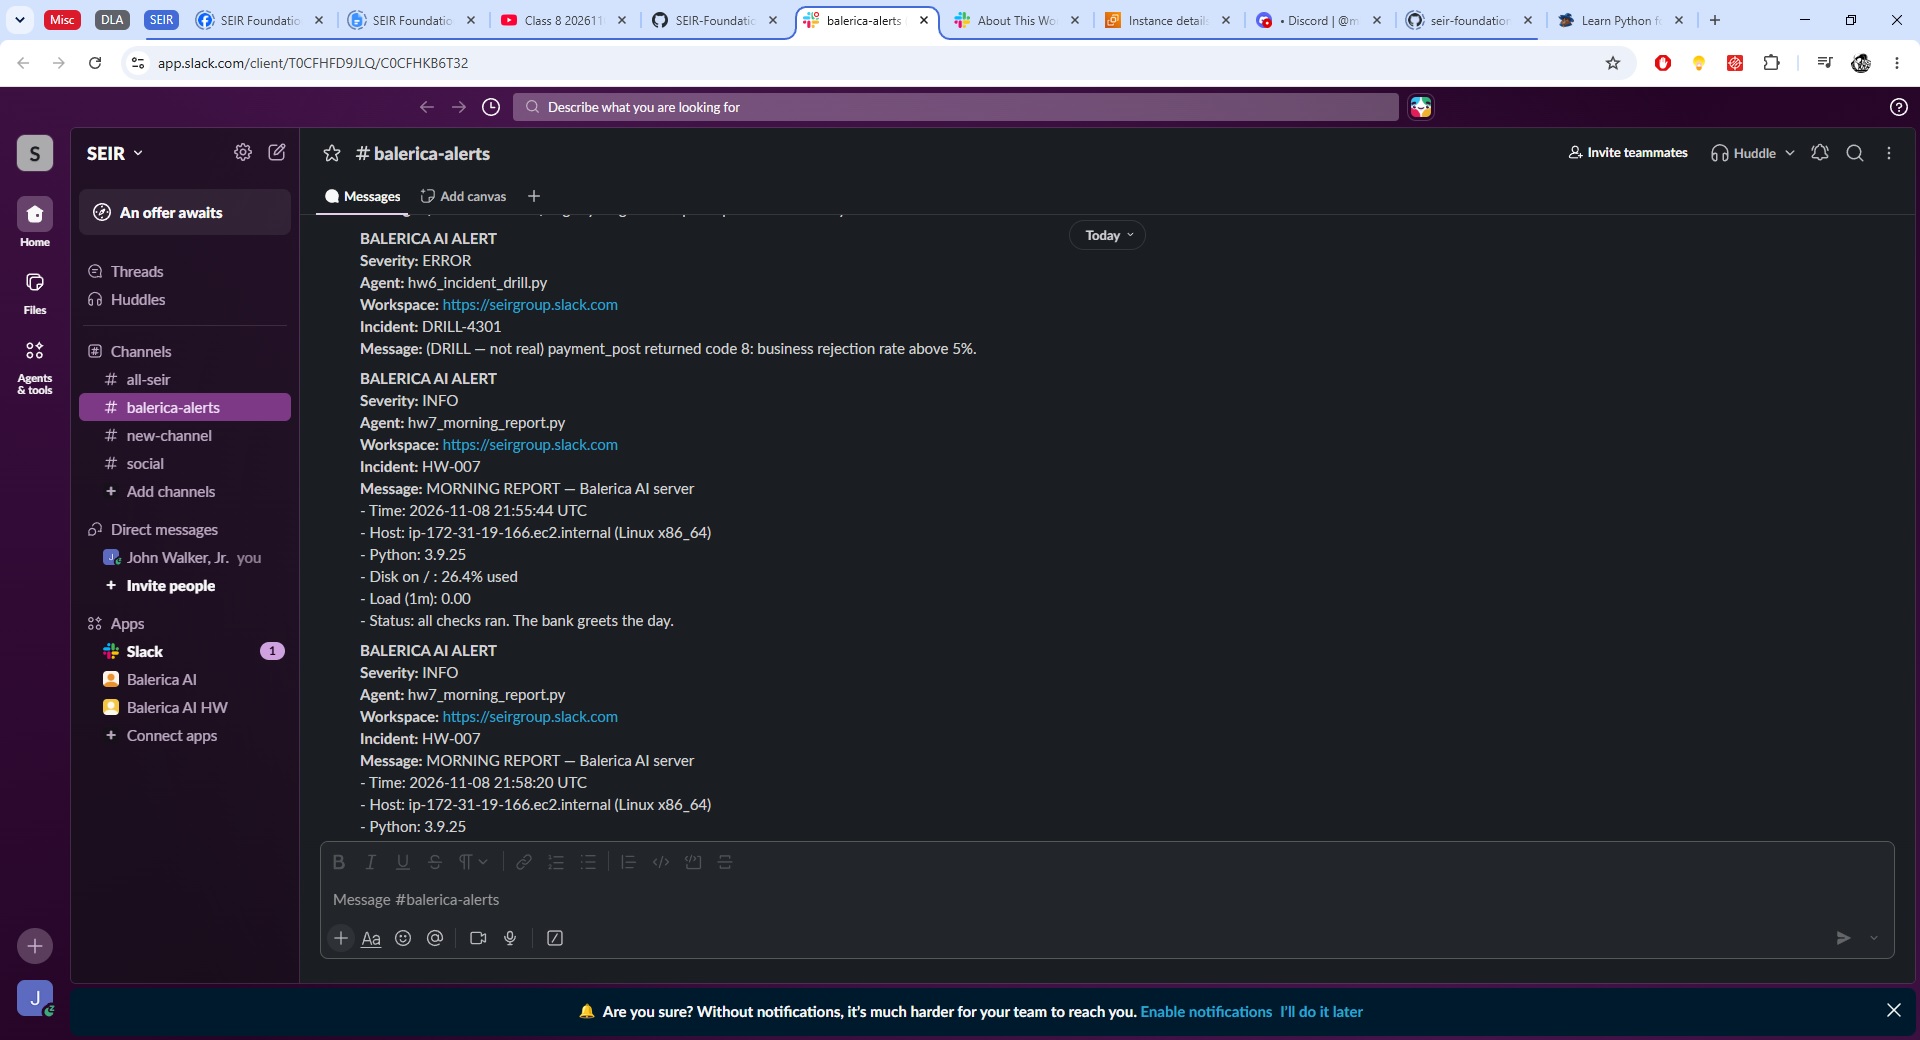 Misc
DLA
SEIR
SEIR Foundatio
SEIR Foundatio
Class 8 202611
SEIR-Foundatio
balerica-alerts
About This Wo
Instance details
• Discord | @m
seir-foundation
Learn Python f
app.slack.com/client/T0CFHFD9JLQ/C0CFHKB6T32
Describe what you are looking for
S
Home
Files
Agents
& tools
J
SEIR
An offer awaits
Threads
Huddles
Channels
# all-seir
# balerica-alerts
# new-channel
# social
+ Add channels
Direct messages
John Walker, Jr. you
+ Invite people
Apps
Slack 1
Balerica AI
Balerica AI HW
+ Connect apps
# balerica-alerts
Invite teammates
Huddle
Messages
Add canvas
Today
BALERICA AI ALERT
Severity: ERROR
Agent: hw6_incident_drill.py
Workspace: https://seirgroup.slack.com
Incident: DRILL-4301
Message: (DRILL — not real) payment_post returned code 8: business rejection rate above 5%.
BALERICA AI ALERT
Severity: INFO
Agent: hw7_morning_report.py
Workspace: https://seirgroup.slack.com
Incident: HW-007
Message: MORNING REPORT — Balerica AI server
- Time: 2026-11-08 21:55:44 UTC
- Host: ip-172-31-19-166.ec2.internal (Linux x86_64)
- Python: 3.9.25
- Disk on / : 26.4% used
- Load (1m): 0.00
- Status: all checks ran. The bank greets the day.
BALERICA AI ALERT
Severity: INFO
Agent: hw7_morning_report.py
Workspace: https://seirgroup.slack.com
Incident: HW-007
Message: MORNING REPORT — Balerica AI server
- Time: 2026-11-08 21:58:20 UTC
- Host: ip-172-31-19-166.ec2.internal (Linux x86_64)
- Python: 3.9.25
Message #balerica-alerts
Aa
Are you sure? Without notifications, it's much harder for your team to reach you. Enable notifications I'll do it later